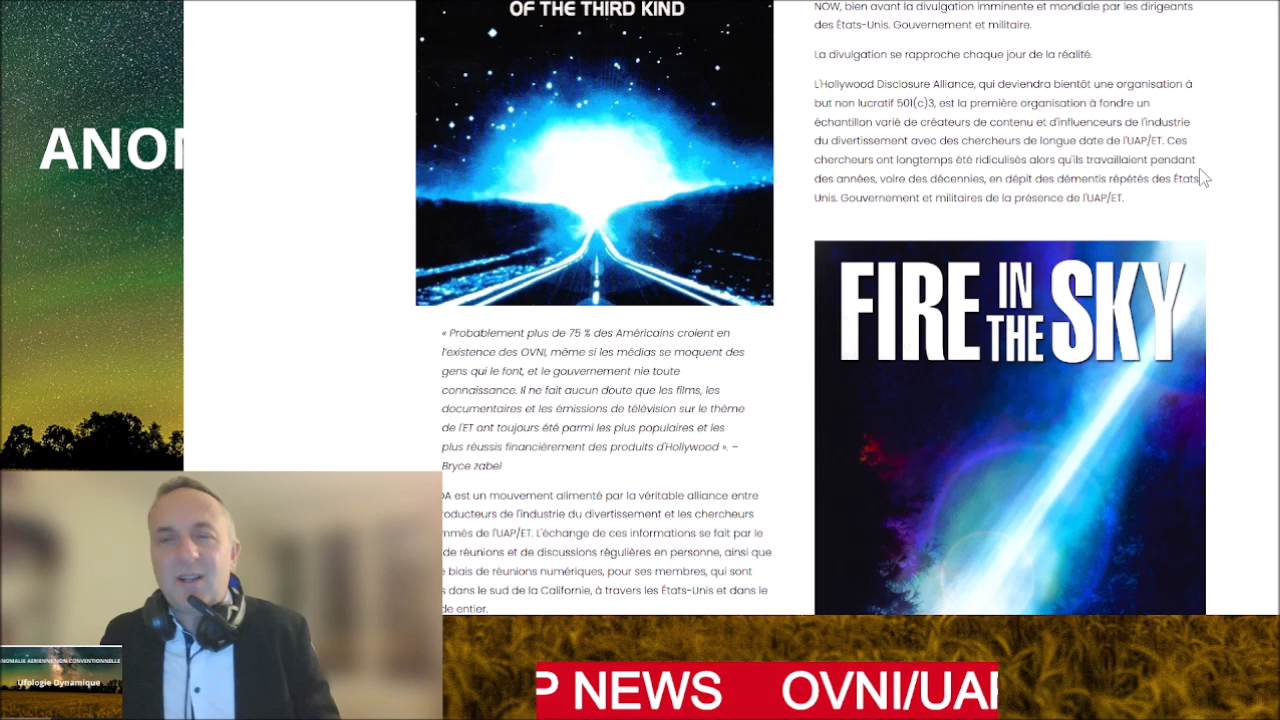 ANO
OF THE THIRD KIND
« Probablement plus de 75 % des Américains croient en
l'existence des OVNI, même si les médias se moquent des
gens qui le font, et le gouvernement nie toute
connaissance. Il ne fait aucun doute que les films, les
documentaires et les émissions de télévision sur le thème
de l'ET ont toujours été parmi les plus populaires et les
plus réussis financièrement des produits d'Hollywood ». –
Bryce zabel
est un mouvement alimenté par la véritable alliance entre
oducteurs de l'industrie du divertissement et les chercheurs
mmés de l'UAP/ET. L'échange de ces informations se fait par le
de réunions et de discussions régulières en personne, ainsi que
biais de réunions numériques, pour ses membres, qui sont
dans le sud de la Californie, à travers les États-Unis et dans le
de entier.
NOW, bien avant la divulgation imminente et mondiale par les dirigeants
des États-Unis. Gouvernement et militaire.
La divulgation se rapproche chaque jour de la réalité.
L'Hollywood Disclosure Alliance, qui deviendra bientôt une organisation à
but non lucratif 501(c)3, est la première organisation à fondre un
échantillon varié de créateurs de contenu et d'influenceurs de l'industrie
du divertissement avec des chercheurs de longue date de l'UAP/ET. Ces
chercheurs ont longtemps été ridiculisés alors qu'ils travaillaient pendant
des années, voire des décennies, en dépit des démentis répétés des États
Unis. Gouvernement et militaires de la présence de l'UAP/ET.
FIRE IN THE SKY
NOMALIE AERIENNE NON-CONVENTIONNELLE
Ufologie Dynamique
P NEWS OVNI/UA